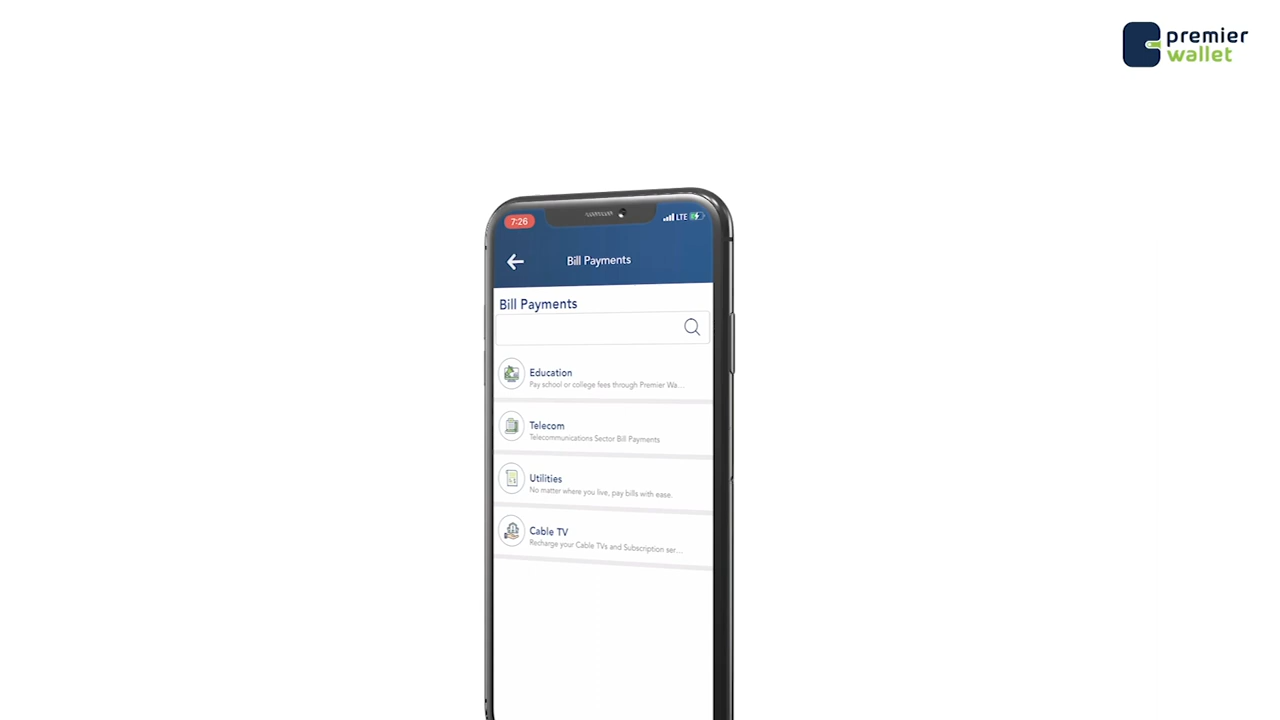 premier
wallet
7:26
LTE
Bill Payments
Bill Payments
Education
Pay school or college fees through Premier Wa...
Telecom
Telecommunications Sector Bill Payments
Utilities
No matter where you live, pay bills with ease.
Cable TV
Recharge your Cable TVs and Subscription ser...